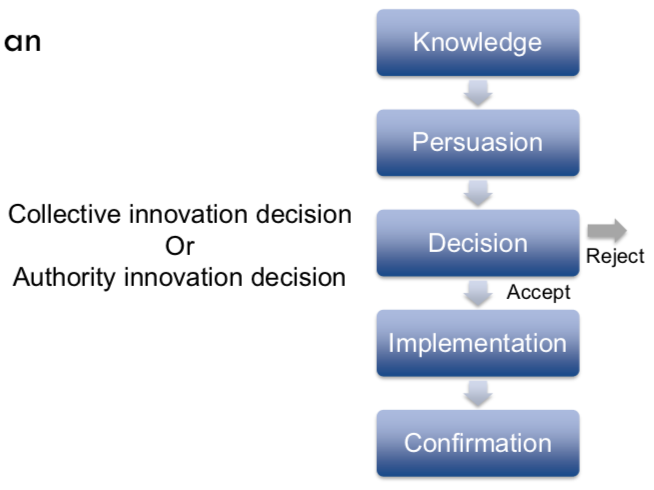 an
Knowledge
Persuasion
Collective innovation decision
Or
Authority innovation decision
Decision
Reject
Accept
Implementation
Confirmation